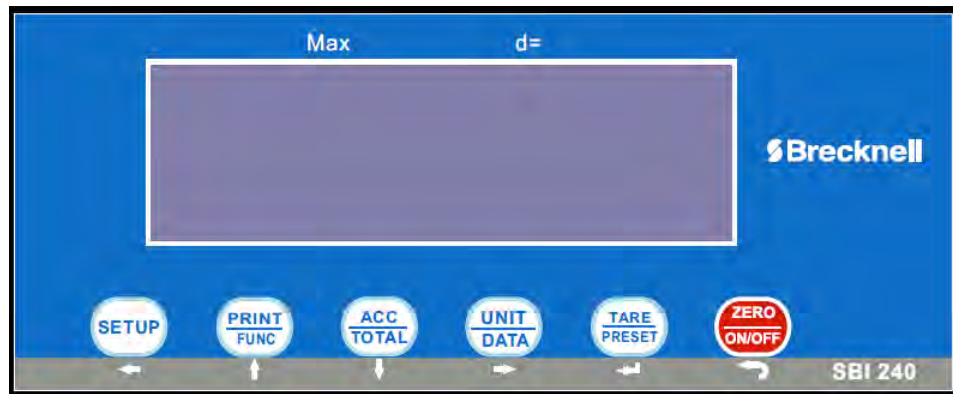 Max d=
Brecknell
SETUP PRINT FUNC ACC TOTAL UNIT DATA TARE PRESET ZERO ON/OFF
SBI 240